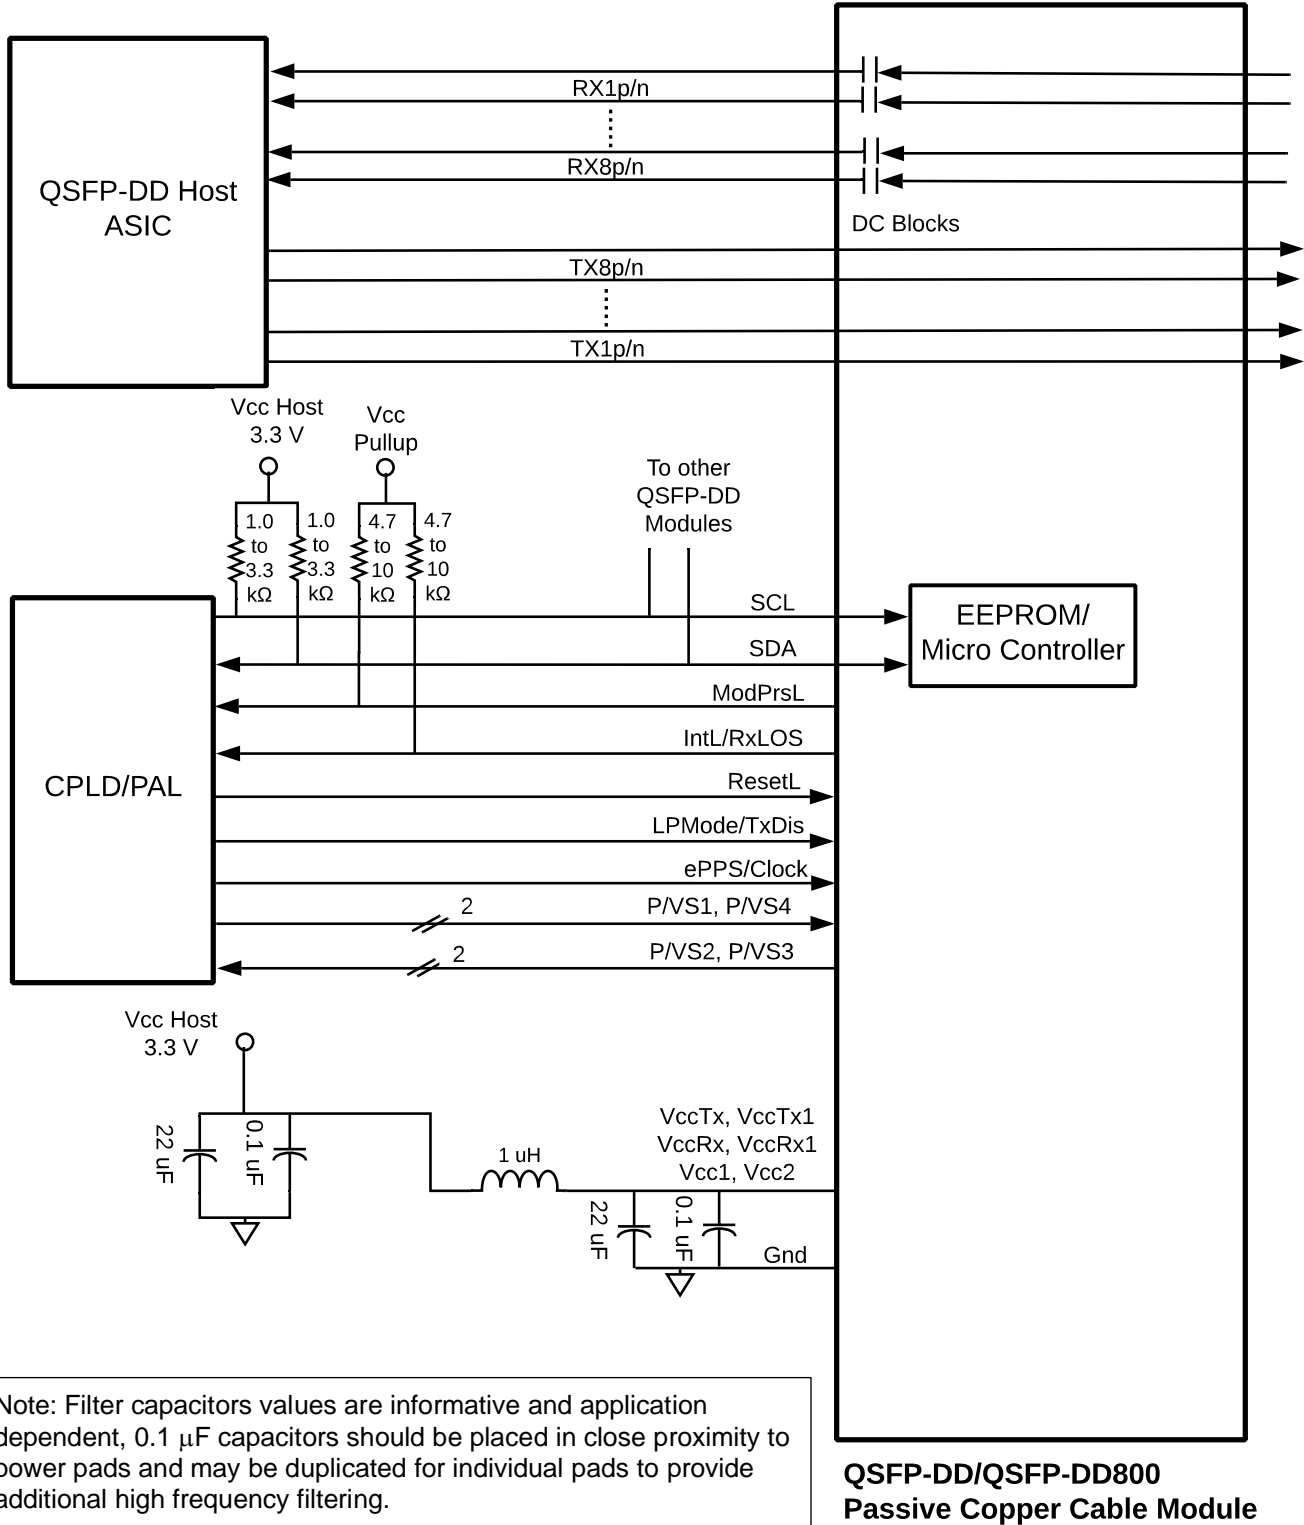 RX1p/n
RX8p/n
QSFP-DD Host
ASIC
DC Blocks
TX8p/n
TX1p/n
Vcc Host
3.3 V
Vcc
Pullup
To other
QSFP-DD
Modules
1.0
to
3.3
kΩ
1.0
to
3.3
kΩ
4.7
to
10
kΩ
4.7
to
10
kΩ
SCL
SDA
EEPROM/
Micro Controller
ModPrsL
IntL/RxLOS
CPLD/PAL
ResetL
LPMode/TxDis
ePPS/Clock
2
P/VS1, P/VS4
2
P/VS2, P/VS3
Vcc Host
3.3 V
22 uF
0.1 uF
1 uH
VccTx, VccTx1
VccRx, VccRx1
Vcc1, Vcc2
22 uF
0.1 uF
Gnd
Note: Filter capacitors values are informative and application
dependent, 0.1 μF capacitors should be placed in close proximity to
power pads and may be duplicated for individual pads to provide
additional high frequency filtering.
QSFP-DD/QSFP-DD800
Passive Copper Cable Module